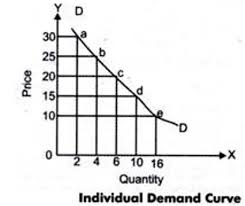 Y D
30 a
25 b
20 c
15 d
10 e
D
0 2 4 6 10 16 X
Price
Quantity
Individual Demand Curve